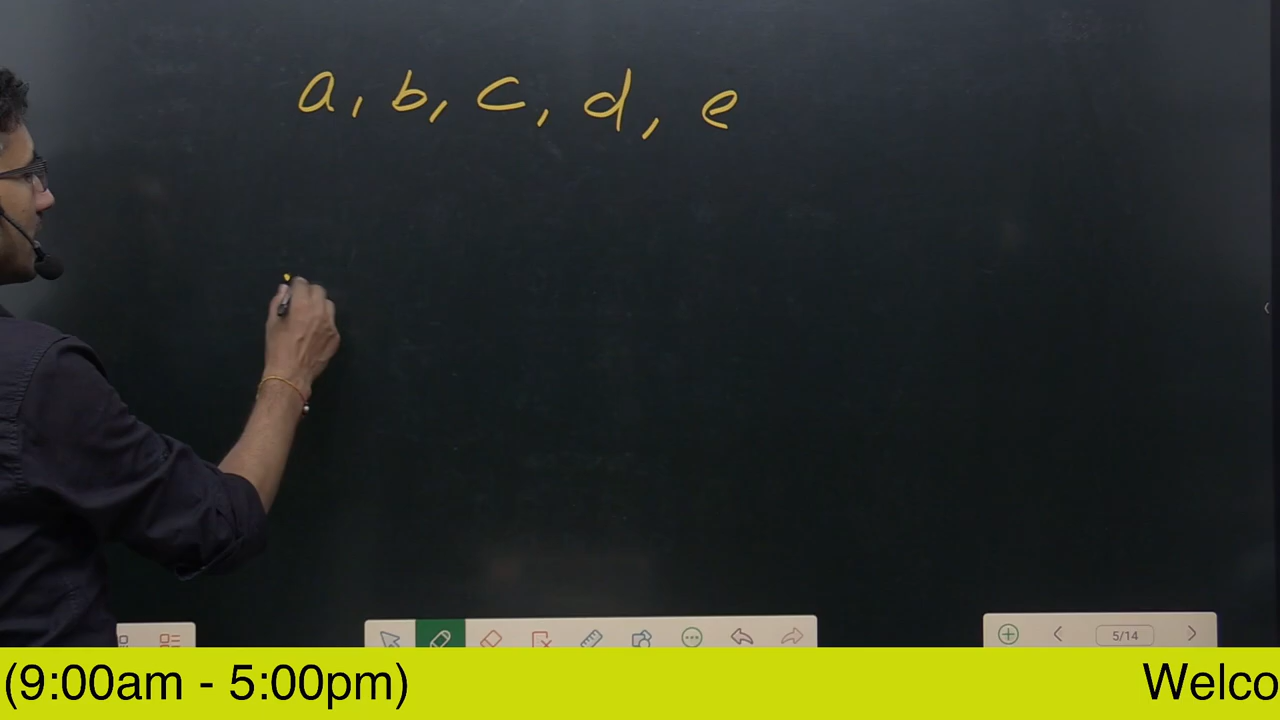 a, b, c, d, e
5/14
(9:00am - 5:00pm) Welco